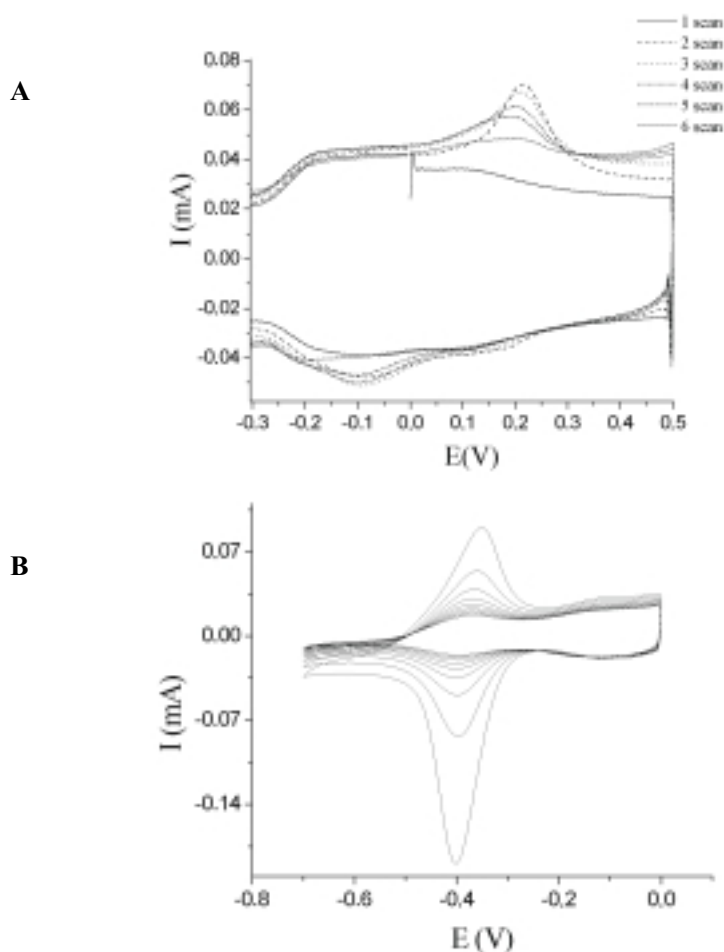 A
1 scan
2 scan
3 scan
4 scan
5 scan
6 scan
0.08
0.06
0.04
0.02
0.00
-0.02
-0.04
I (mA)
-0.3 -0.2 -0.1 0.0 0.1 0.2 0.3 0.4 0.5
E(V)
B
0.07
0.00
-0.07
-0.14
I (mA)
-0.8 -0.6 -0.4 -0.2 0,0
E (V)